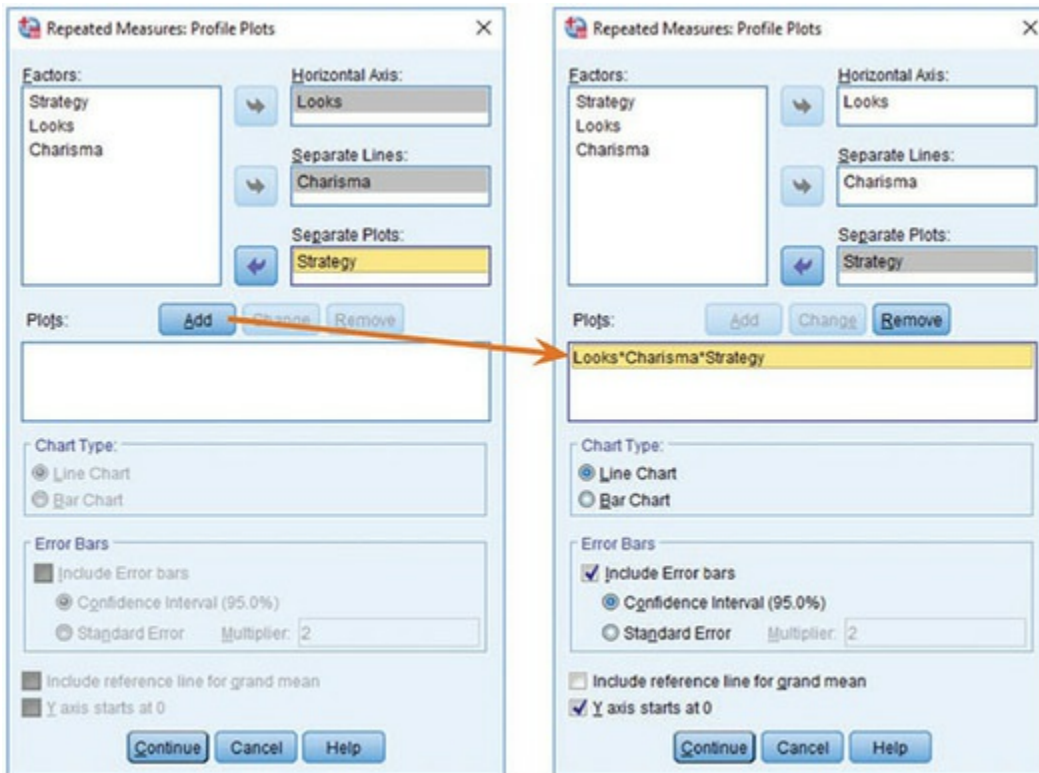 Repeated Measures: Profile Plots
Factors:
Strategy
Looks
Charisma
Horizontal Axis:
Looks
Separate Lines:
Charisma
Separate Plots:
Strategy
Plots:
Add
Change
Remove
Chart Type:
Line Chart
Bar Chart
Error Bars
Include Error bars
Confidence Interval (95.0%)
Standard Error
Multiplier: 2
Include reference line for grand mean
Y axis starts at 0
Continue
Cancel
Help
Repeated Measures: Profile Plots
Factors:
Strategy
Looks
Charisma
Horizontal Axis:
Looks
Separate Lines:
Charisma
Separate Plots:
Strategy
Plots:
Add
Change
Remove
Looks*Charisma*Strategy
Chart Type:
Line Chart
Bar Chart
Error Bars
Include Error bars
Confidence Interval (95.0%)
Standard Error
Multiplier: 2
Include reference line for grand mean
Y axis starts at 0
Continue
Cancel
Help